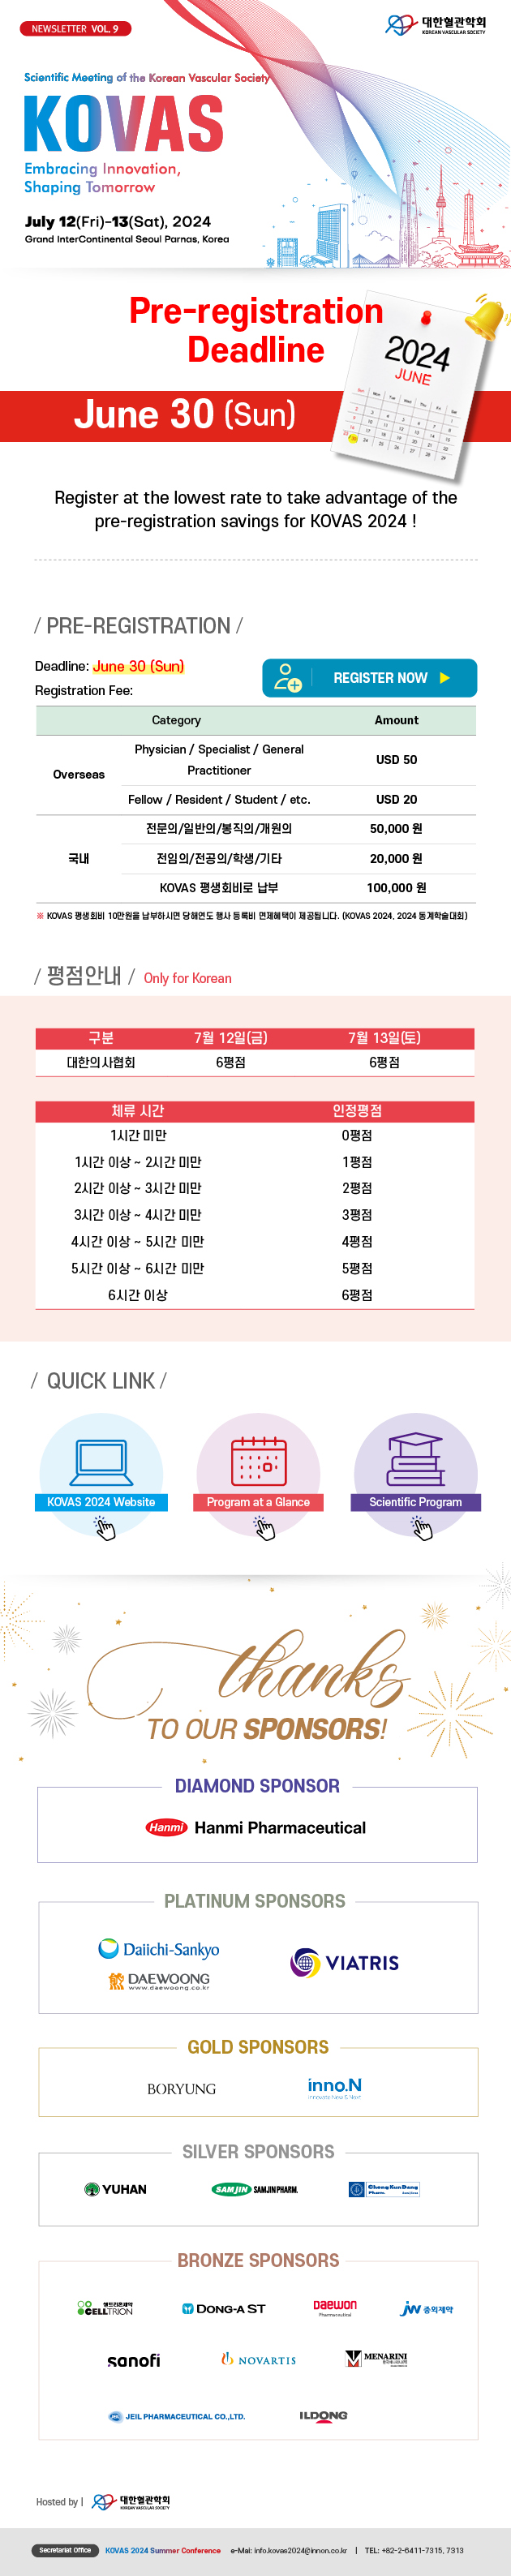 NEWSLETTER VOL. 9
대한혈관학회
KOREAN VASCULAR SOCIETY
Scientific Meeting of the Korean Vascular Society
KOVAS
Embracing Innovation,
Shaping Tomorrow
July 12(Fri)-13(Sat), 2024
Grand InterContinental Seoul Parnas, Korea
Pre-registration
Deadline
2024
JUNE
June 30 (Sun)
Register at the lowest rate to take advantage of the
pre-registration savings for KOVAS 2024 !
/ PRE-REGISTRATION /
Deadline: June 30 (Sun)
REGISTER NOW
Registration Fee:
Category Amount
Overseas
Physician / Specialist / General
Practitioner
USD 50
Fellow / Resident / Student / etc. USD 20
국내
전문의/일반의/봉직의/개원의 50,000 원
전임의/전공의/학생/기타 20,000 원
KOVAS 평생회비로 납부 100,000 원
※ KOVAS 평생회비 10만원을 납부하시면 당해연도 행사 등록비 면제혜택이 제공됩니다. (KOVAS 2024, 2024 동계학술대회)
/ 평점안내 / Only for Korean
구분 7월 12일(금) 7월 13일(토)
대한의사협회 6평점 6평점
체류 시간 인정평점
1시간 미만 0평점
1시간 이상 ~ 2시간 미만 1평점
2시간 이상 ~ 3시간 미만 2평점
3시간 이상 ~ 4시간 미만 3평점
4시간 이상 ~ 5시간 미만 4평점
5시간 이상 ~ 6시간 미만 5평점
6시간 이상 6평점
/ QUICK LINK /
KOVAS 2024 Website
Program at a Glance
Scientific Program
thanks
TO OUR SPONSORS!
DIAMOND SPONSOR
Hanmi Hanmi Pharmaceutical
PLATINUM SPONSORS
Daiichi-Sankyo
DAEWOONG
www.daewoong.co.kr
VIATRIS
GOLD SPONSORS
BORYUNG
inno.N
SILVER SPONSORS
YUHAN
SAMJIN SAMJIN PHARM.
Chong Kun Dang
Pharm.
BRONZE SPONSORS
셀트리온제약
CELLTRION
DONG-A ST
DAEWON
Pharmaceutical
JW 중외제약
sanofi
NOVARTIS
MENARINI
JEIL PHARMACEUTICAL CO.,LTD.
ILDONG
Hosted by |
대한혈관학회
KOREAN VASCULAR SOCIETY
Secretariat Office KOVAS 2024 Summer Conference e-Mai: info.kovas2024@innon.co.kr | TEL: +82-2-6411-7315, 7313